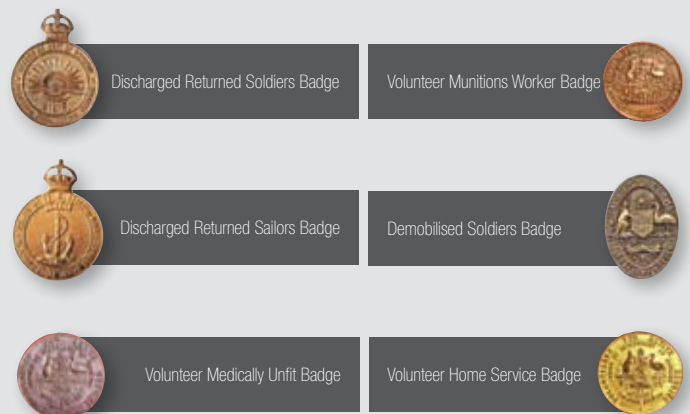 Discharged Returned Soldiers Badge
Volunteer Munitions Worker Badge
Discharged Returned Sailors Badge
Demobilised Soldiers Badge
Volunteer Medically Unfit Badge
Volunteer Home Service Badge